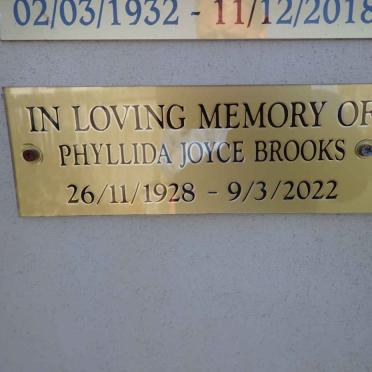 02/03/1932 - 11/12/2018
IN LOVING MEMORY OF
PHYLLIDA JOYCE BROOKS
26/11/1928 - 9/3/2022